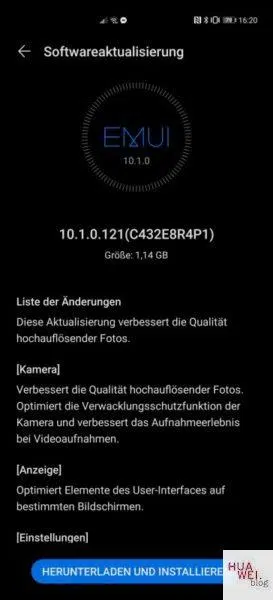 16:20
Softwareaktualisierung
EMUI
10.1.0
10.1.0.121(C432E8R4P1)
Größe: 1,14 GB
Liste der Änderungen
Diese Aktualisierung verbessert die Qualität
hochauflösender Fotos.
[Kamera]
Verbessert die Qualität hochauflösender Fotos.
Optimiert die Verwacklungsschutzfunktion der
Kamera und verbessert das Aufnahmeerlebnis
bei Videoaufnahmen.
[Anzeige]
Optimiert Elemente des User-Interfaces auf
bestimmten Bildschirmen.
[Einstellungen]
HERUNTERLADEN UND INSTALLIERE
HUA
WEI.
blog